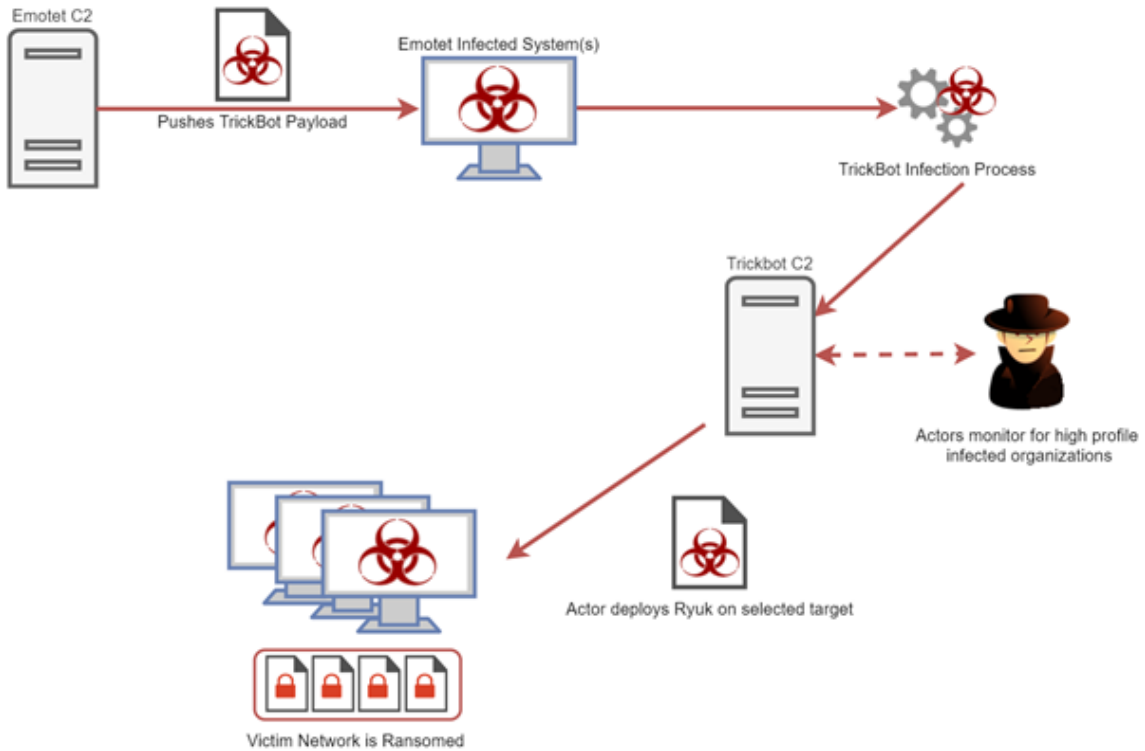 Emotet C2
Pushes TrickBot Payload
Emotet Infected System(s)
TrickBot Infection Process
Trickbot C2
Actors monitor for high profile
infected organizations
Actor deploys Ryuk on selected target
Victim Network is Ransomed